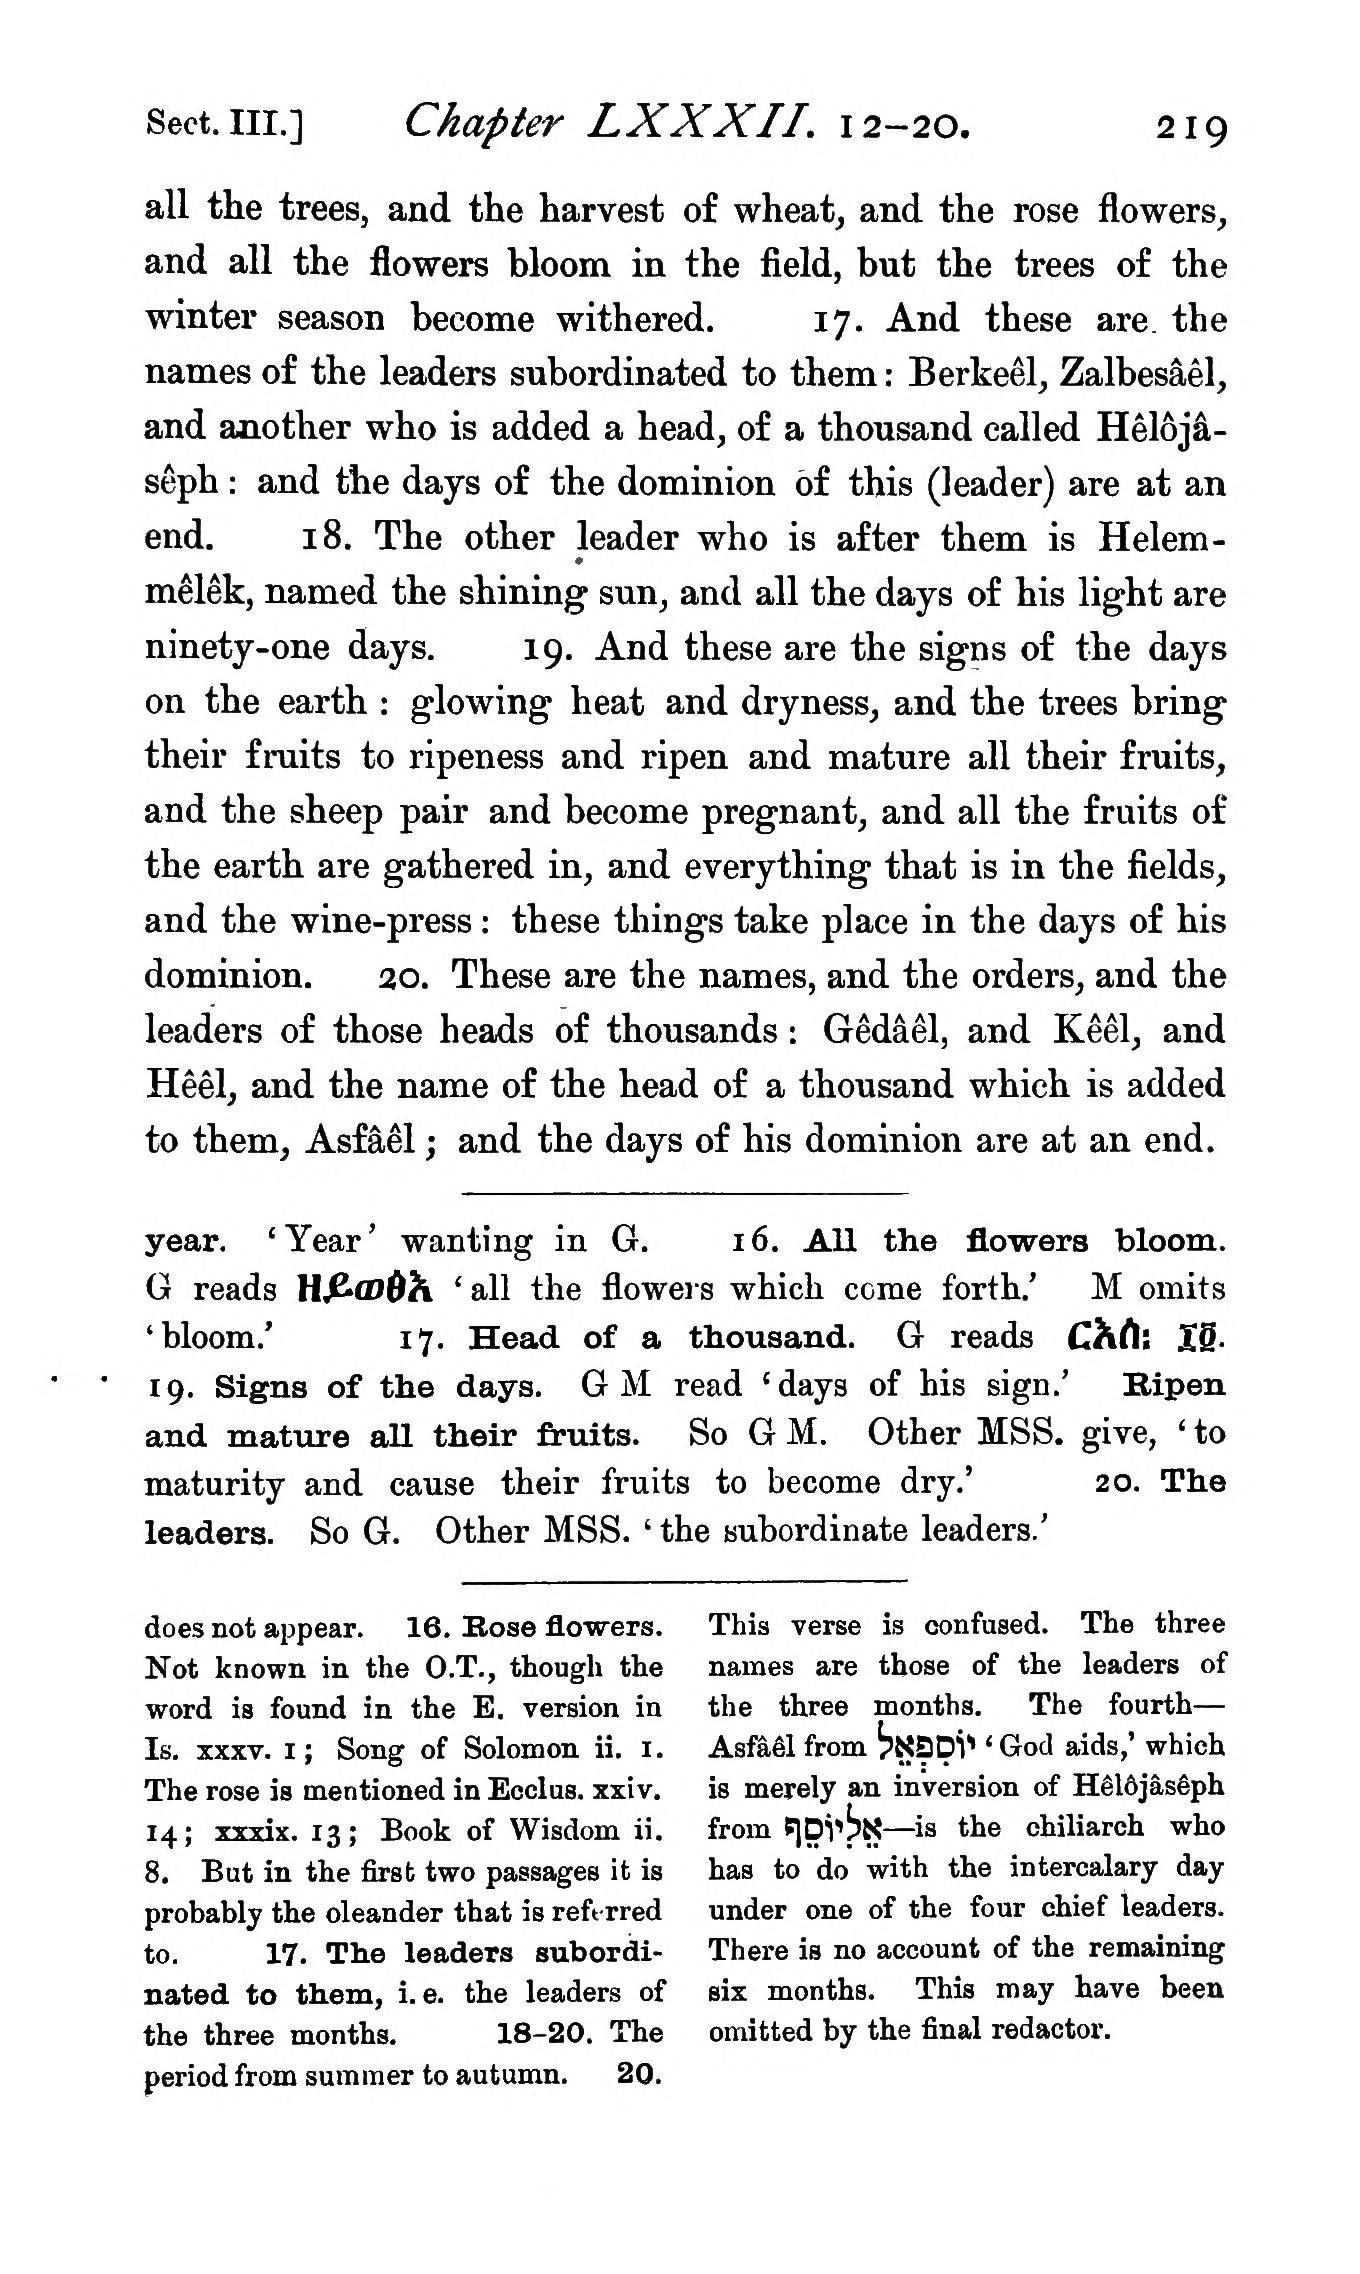 Sect. III.] Chapter LXXXII. 12–20. 219
all the trees, and the harvest of wheat, and the rose flowers,
and all the flowers bloom in the field, but the trees of the
winter season become withered. 17. And these are the
names of the leaders subordinated to them: Berkeêl, Zalbesâêl,
and another who is added a head, of a thousand called Hêlôjâ-
sêph: and the days of the dominion of this (leader) are at an
end. 18. The other leader who is after them is Helem-
mêlêk, named the shining sun, and all the days of his light are
ninety-one days. 19. And these are the signs of the days
on the earth: glowing heat and dryness, and the trees bring
their fruits to ripeness and ripen and mature all their fruits,
and the sheep pair and become pregnant, and all the fruits of
the earth are gathered in, and everything that is in the fields,
and the wine-press: these things take place in the days of his
dominion. 20. These are the names, and the orders, and the
leaders of those heads of thousands: Gêdâêl, and Kêêl, and
Hêêl, and the name of the head of a thousand which is added
to them, Asfâêl; and the days of his dominion are at an end.
year. ‘Year’ wanting in G. 16. All the flowers bloom.
G reads ዘይወፅእ ‘all the flowers which come forth.’ M omits
‘bloom.’ 17. Head of a thousand. G reads ርእሰ፡ ፲፻.
19. Signs of the days. G M read ‘days of his sign.’ Ripen
and mature all their fruits. So G M. Other MSS. give, ‘to
maturity and cause their fruits to become dry.’ 20. The
leaders. So G. Other MSS. ‘the subordinate leaders.’
does not appear. 16. Rose flowers.
Not known in the O.T., though the
word is found in the E. version in
Is. xxxv. 1; Song of Solomon ii. 1.
The rose is mentioned in Ecclus. xxiv.
14; xxxix. 13; Book of Wisdom ii.
8. But in the first two passages it is
probably the oleander that is referred
to. 17. The leaders subordi-
nated to them, i.e. the leaders of
the three months. 18–20. The
period from summer to autumn. 20.
This verse is confused. The three
names are those of the leaders of
the three months. The fourth—
Asfâêl from יוֹסְפְאֵל ‘God aids,’ which
is merely an inversion of Hêlôjâsêph
from אֵלְיוֹסֵף—is the chiliarch who
has to do with the intercalary day
under one of the four chief leaders.
There is no account of the remaining
six months. This may have been
omitted by the final redactor.